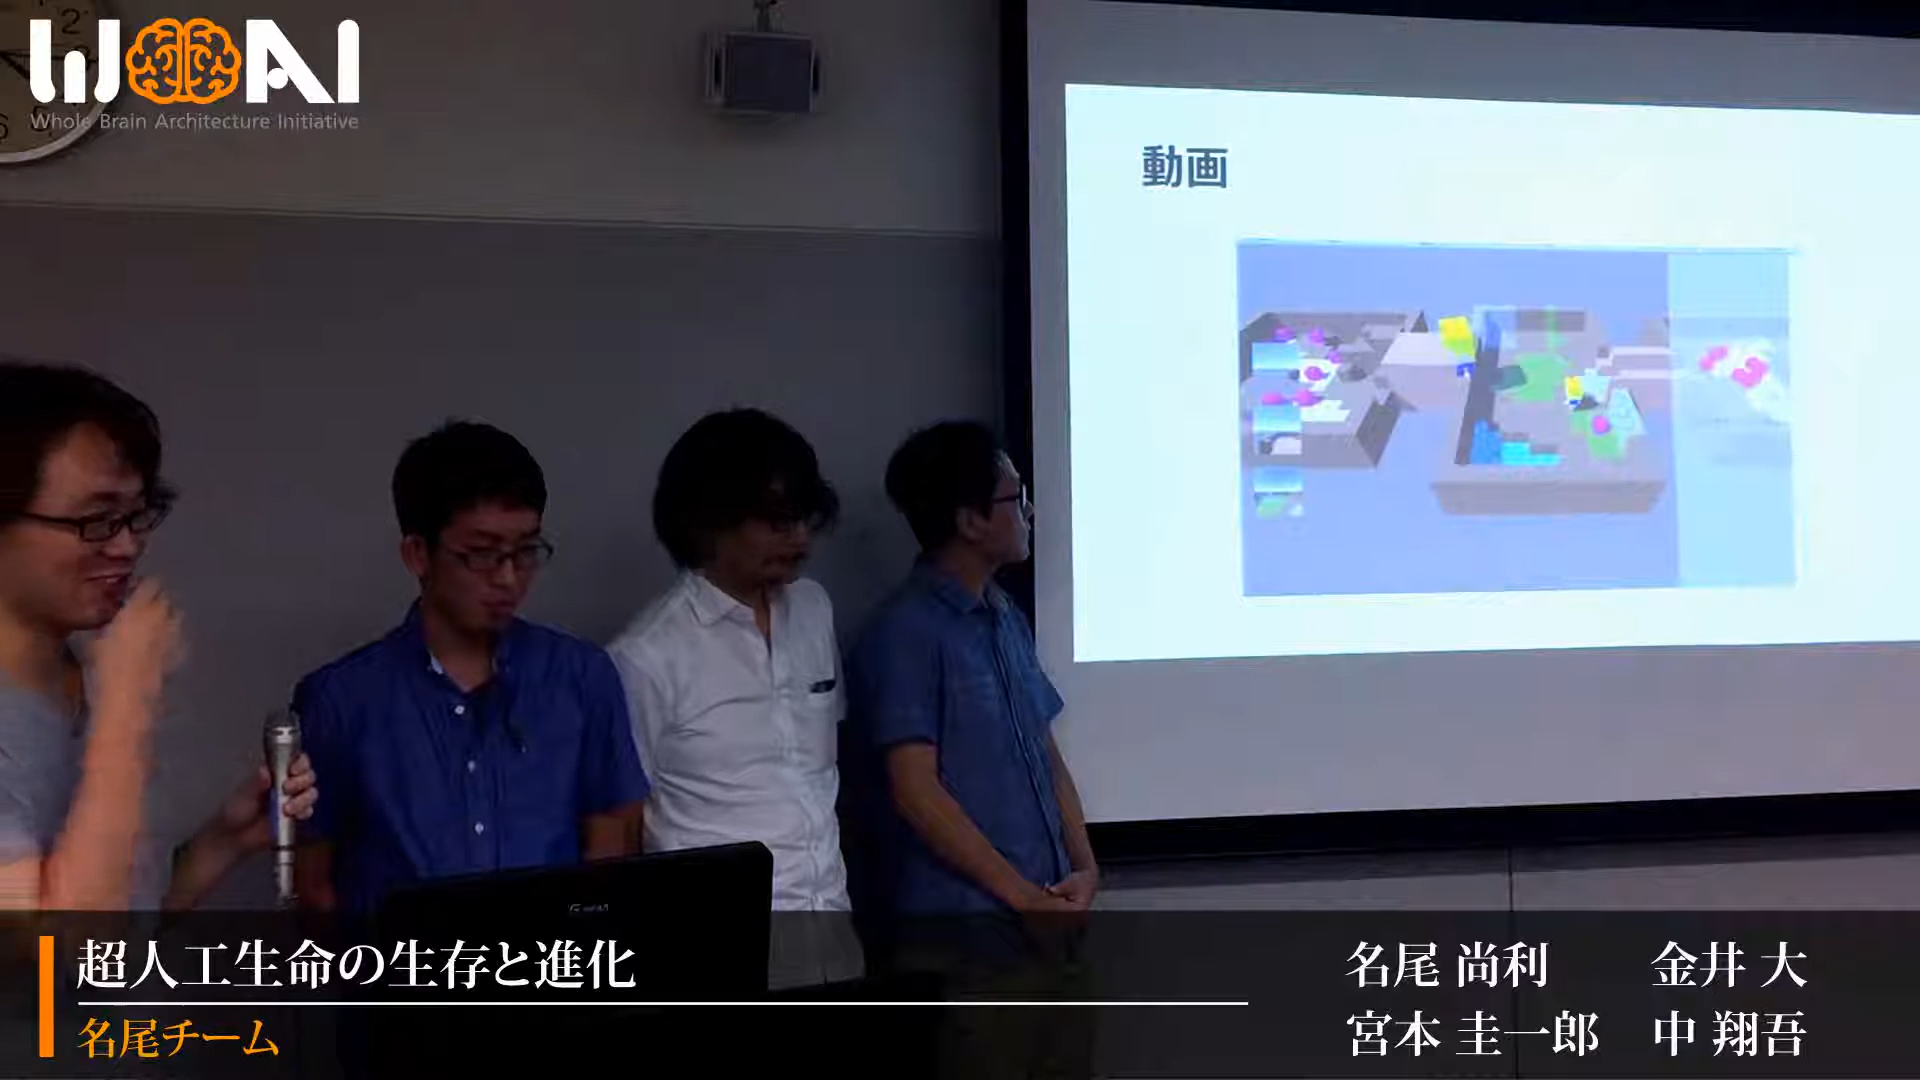 WBAI
Whole Brain Architecture Initiative
動画
超人工生命の生存と進化
名尾チーム
名尾 尚利
金井 大
宮本 圭一郎
中 翔吾